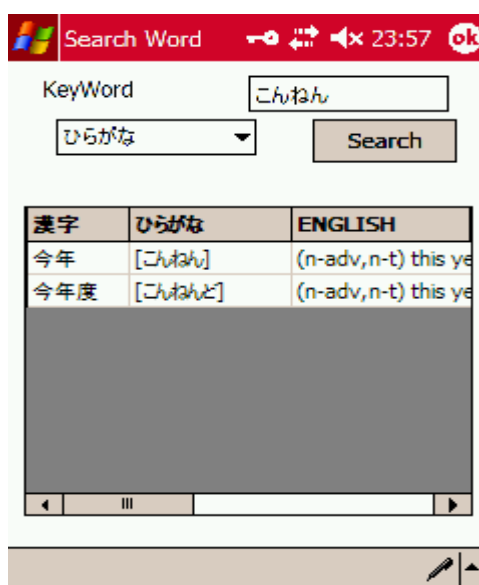 Search Word 23:57 ok
KeyWord こんねん
ひらがな Search
漢字 ひらがな ENGLISH
今年 [こんねん] (n-adv,n-t) this ye
今年度 [こんねんど] (n-adv,n-t) this ye